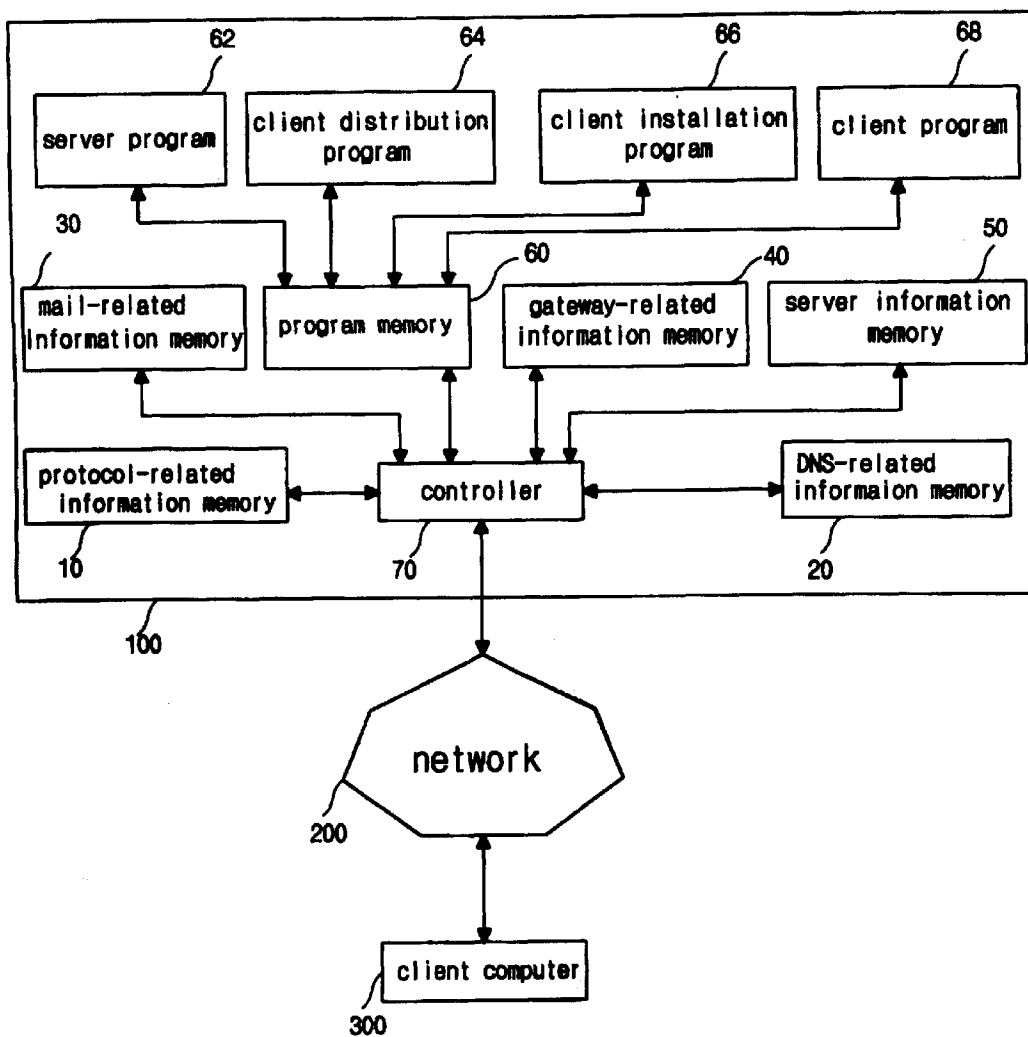 62
64
66
68
server program
client distribution
program
client installation
program
client program
30
60
40
50
mail-related
information memory
program memory
gateway-related
information memory
server information
memory
protocol-related
information memory
controller
DNS-related
informaion memory
10
70
20
100
network
200
client computer
300